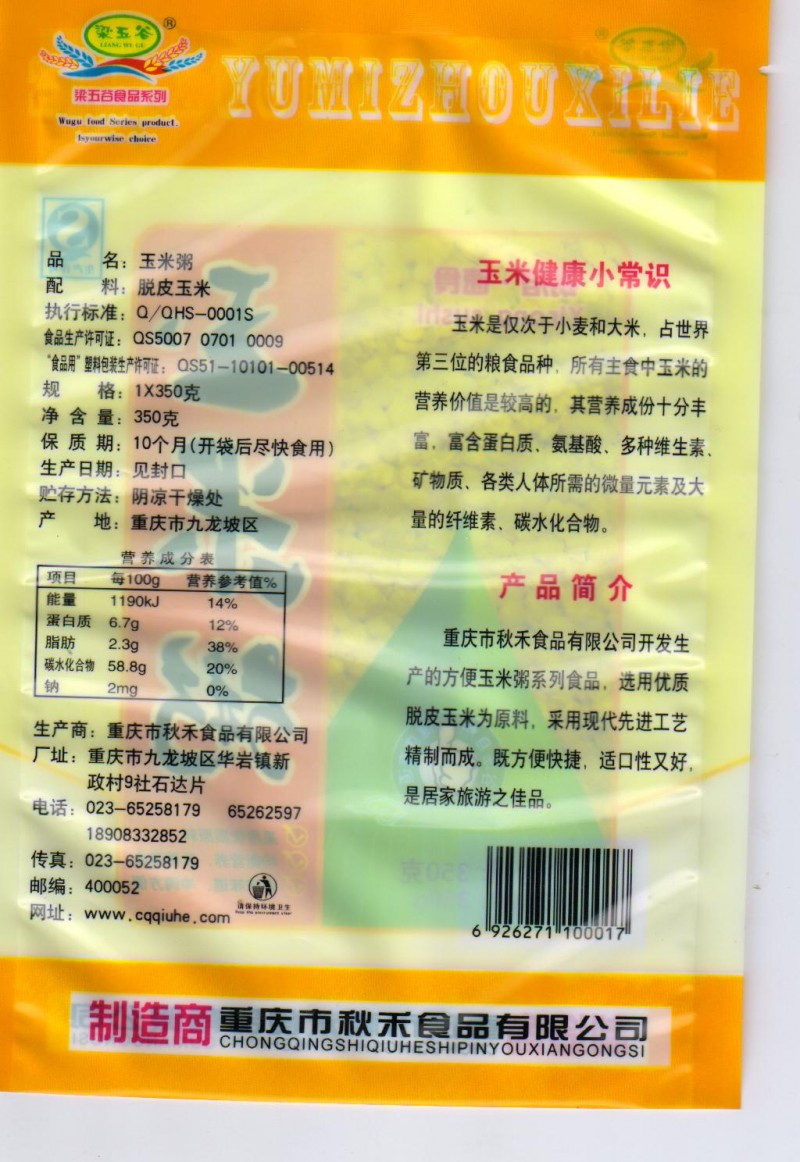 梁五谷
LIANG WU GU
®
梁五谷食品系列
Wugu food Series product.
Isyourwise choice
YUMIZHOUXILIE
品 名：玉米粥
配 料：脱皮玉米
执行标准：Q/QHS-0001S
食品生产许可证：QS5007 0701 0009
“食品用”塑料包装生产许可证：QS51-10101-00514
规 格：1X350克
净 含 量：350克
保 质 期：10个月(开袋后尽快食用)
生产日期：见封口
贮存方法：阴凉干燥处
产 地：重庆市九龙坡区
营养成分表
项目 每100g 营养参考值%
能量 1190kJ 14%
蛋白质 6.7g 12%
脂肪 2.3g 38%
碳水化合物 58.8g 20%
钠 2mg 0%
生产商：重庆市秋禾食品有限公司
厂址：重庆市九龙坡区华岩镇新
政村9社石达片
电话：023-65258179 65262597
18908332852
传真：023-65258179
邮编：400052
网址：www.cqqiuhe.com
请保持环境卫生
玉米健康小常识
玉米是仅次于小麦和大米，占世界
第三位的粮食品种，所有主食中玉米的
营养价值是较高的，其营养成份十分丰
富，富含蛋白质、氨基酸、多种维生素、
矿物质、各类人体所需的微量元素及大
量的纤维素、碳水化合物。
产品简介
重庆市秋禾食品有限公司开发生
产的方便玉米粥系列食品，选用优质
脱皮玉米为原料，采用现代先进工艺
精制而成。既方便快捷，适口性又好，
是居家旅游之佳品。
6 926271 100017
制造商 重庆市秋禾食品有限公司
CHONGQINGSHIQIUHESHIPINYOUXIANGONGSI